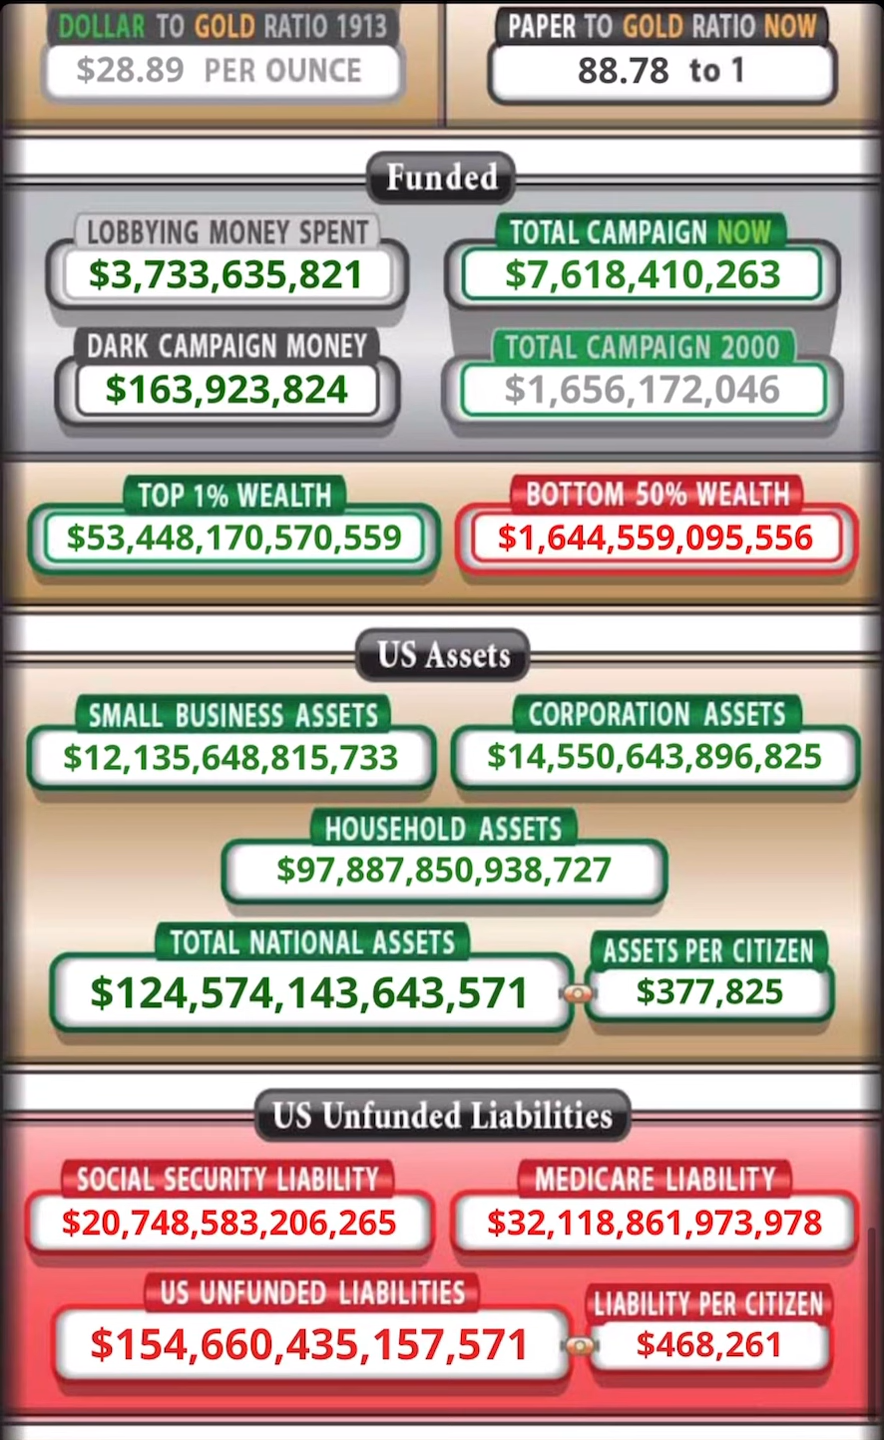 DOLLAR TO GOLD RATIO 1913
$28.89 PER OUNCE
PAPER TO GOLD RATIO NOW
88.78 to 1
Funded
LOBBYING MONEY SPENT
$3,733,635,821
TOTAL CAMPAIGN NOW
$7,618,410,263
DARK CAMPAIGN MONEY
$163,923,824
TOTAL CAMPAIGN 2000
$1,656,172,046
TOP 1% WEALTH
$53,448,170,570,559
BOTTOM 50% WEALTH
$1,644,559,095,556
US Assets
SMALL BUSINESS ASSETS
$12,135,648,815,733
CORPORATION ASSETS
$14,550,643,896,825
HOUSEHOLD ASSETS
$97,887,850,938,727
TOTAL NATIONAL ASSETS
$124,574,143,643,571
ASSETS PER CITIZEN
$377,825
US Unfunded Liabilities
SOCIAL SECURITY LIABILITY
$20,748,583,206,265
MEDICARE LIABILITY
$32,118,861,973,978
US UNFUNDED LIABILITIES
$154,660,435,157,571
LIABILITY PER CITIZEN
$468,261